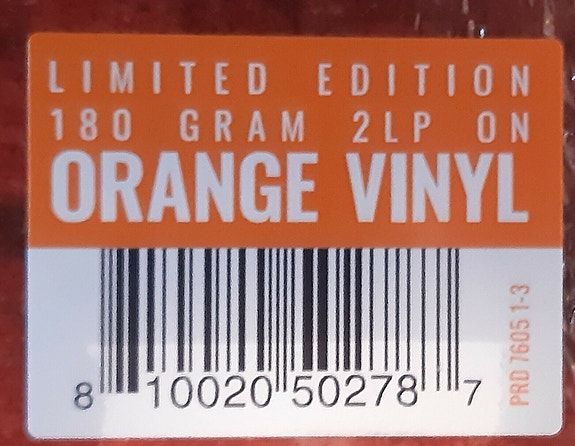 LIMITED EDITION
180 GRAM 2LP ON
ORANGE VINYL
8 10020 50278 7
PRD 7605 1-3